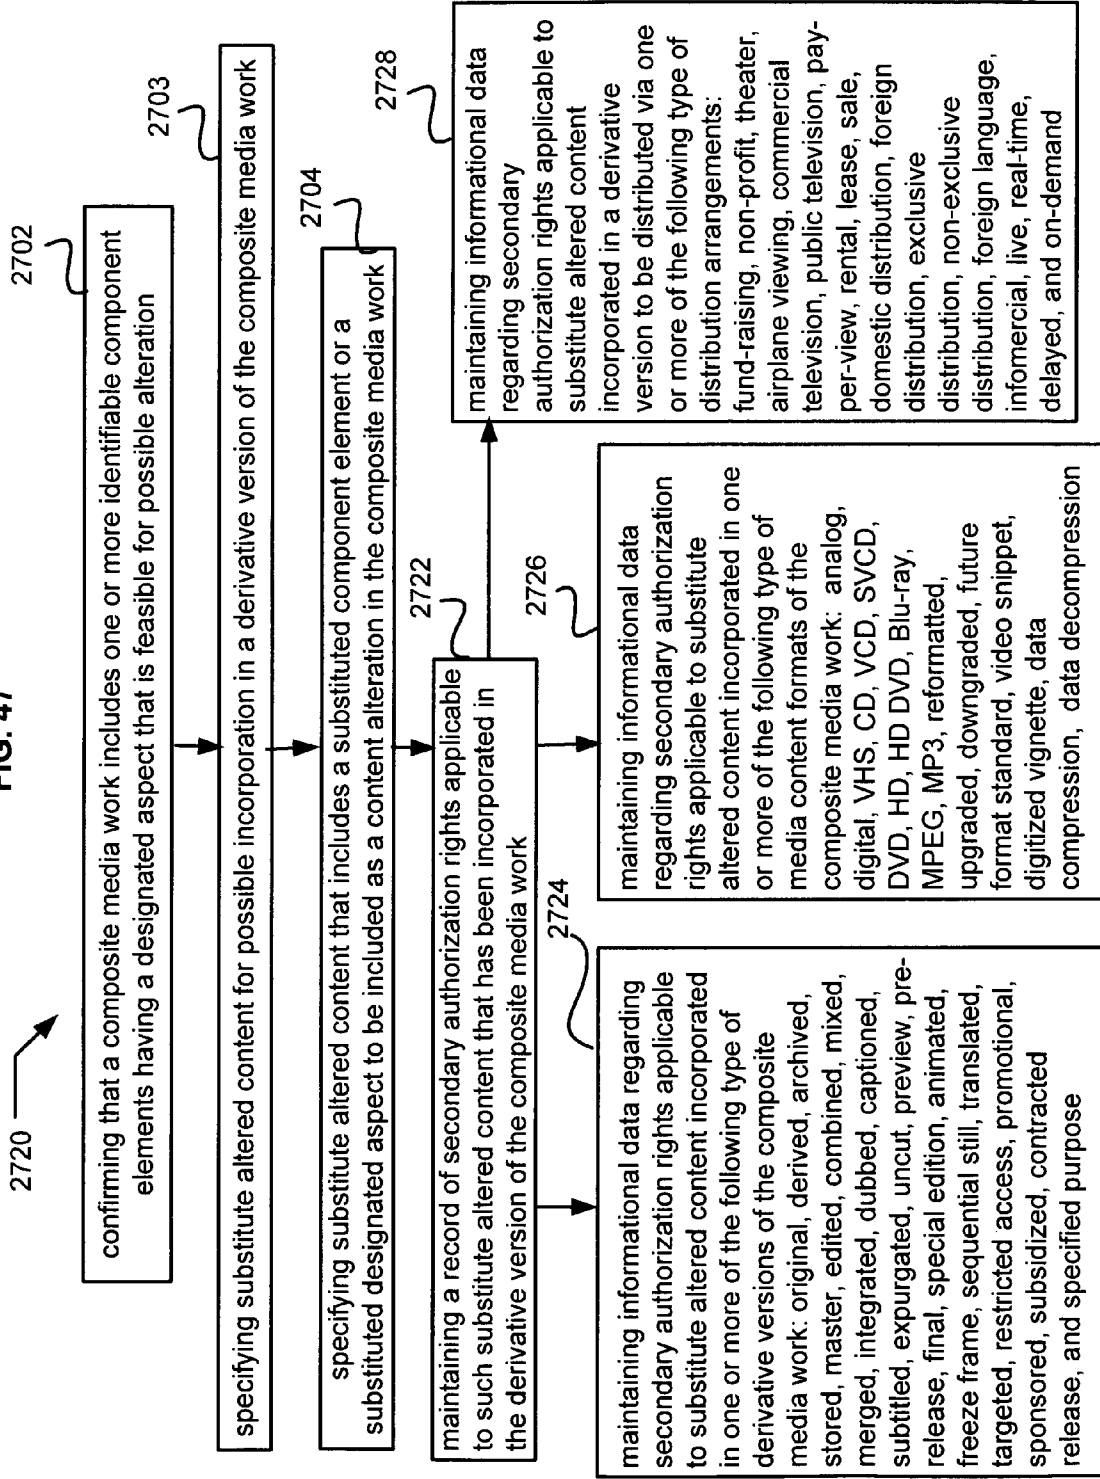 FIG. 47
2720
2702
confirming that a composite media work includes one or more identifiable component
elements having a designated aspect that is feasible for possible alteration
2703
specifying substitute altered content for possible incorporation in a derivative version of the composite media work
2704
specifying substitute altered content that includes a substituted component element or a
substituted designated aspect to be included as a content alteration in the composite media work
2722
maintaining a record of secondary authorization rights applicable
to such substitute altered content that has been incorporated in
the derivative version of the composite media work
2724
maintaining informational data regarding
secondary authorization rights applicable
to substitute altered content incorporated
in one or more of the following type of
derivative versions of the composite
media work: original, derived, archived,
stored, master, edited, combined, mixed,
merged, integrated, dubbed, captioned,
subtitled, expurgated, uncut, preview, pre-
release, final, special edition, animated,
freeze frame, sequential still, translated,
targeted, restricted access, promotional,
sponsored, subsidized, contracted
release, and specified purpose
2726
maintaining informational data
regarding secondary authorization
rights applicable to substitute
altered content incorporated in one
or more of the following type of
media content formats of the
composite media work: analog,
digital, VHS, CD, VCD, SVCD,
DVD, HD, HD DVD, Blu-ray,
MPEG, MP3, reformatted,
upgraded, downgraded, future
format standard, video snippet,
digitized vignette, data
compression, data decompression
2728
maintaining informational data
regarding secondary
authorization rights applicable to
substitute altered content
incorporated in a derivative
version to be distributed via one
or more of the following type of
distribution arrangements:
fund-raising, non-profit, theater,
airplane viewing, commercial
television, public television, pay-
per-view, rental, lease, sale,
domestic distribution, foreign
distribution, exclusive
distribution, non-exclusive
distribution, foreign language,
infomercial, live, real-time,
delayed, and on-demand